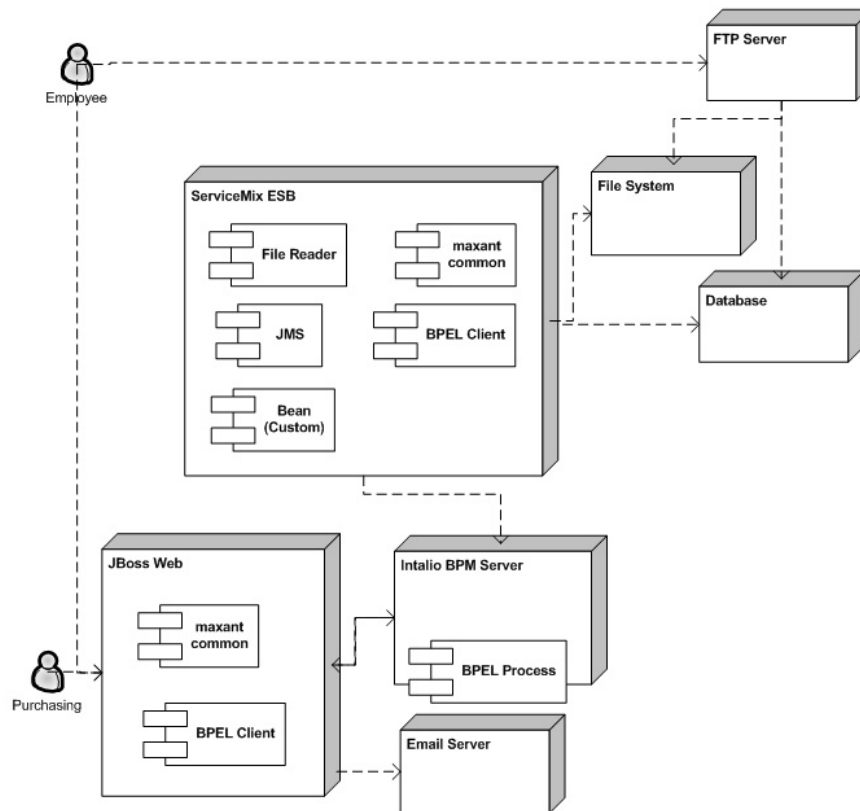 FTP Server
Employee
File System
ServiceMix ESB
File Reader
maxant
common
Database
JMS
BPEL Client
Bean
(Custom)
JBoss Web
Intalio BPM Server
maxant
common
BPEL Process
Purchasing
BPEL Client
Email Server